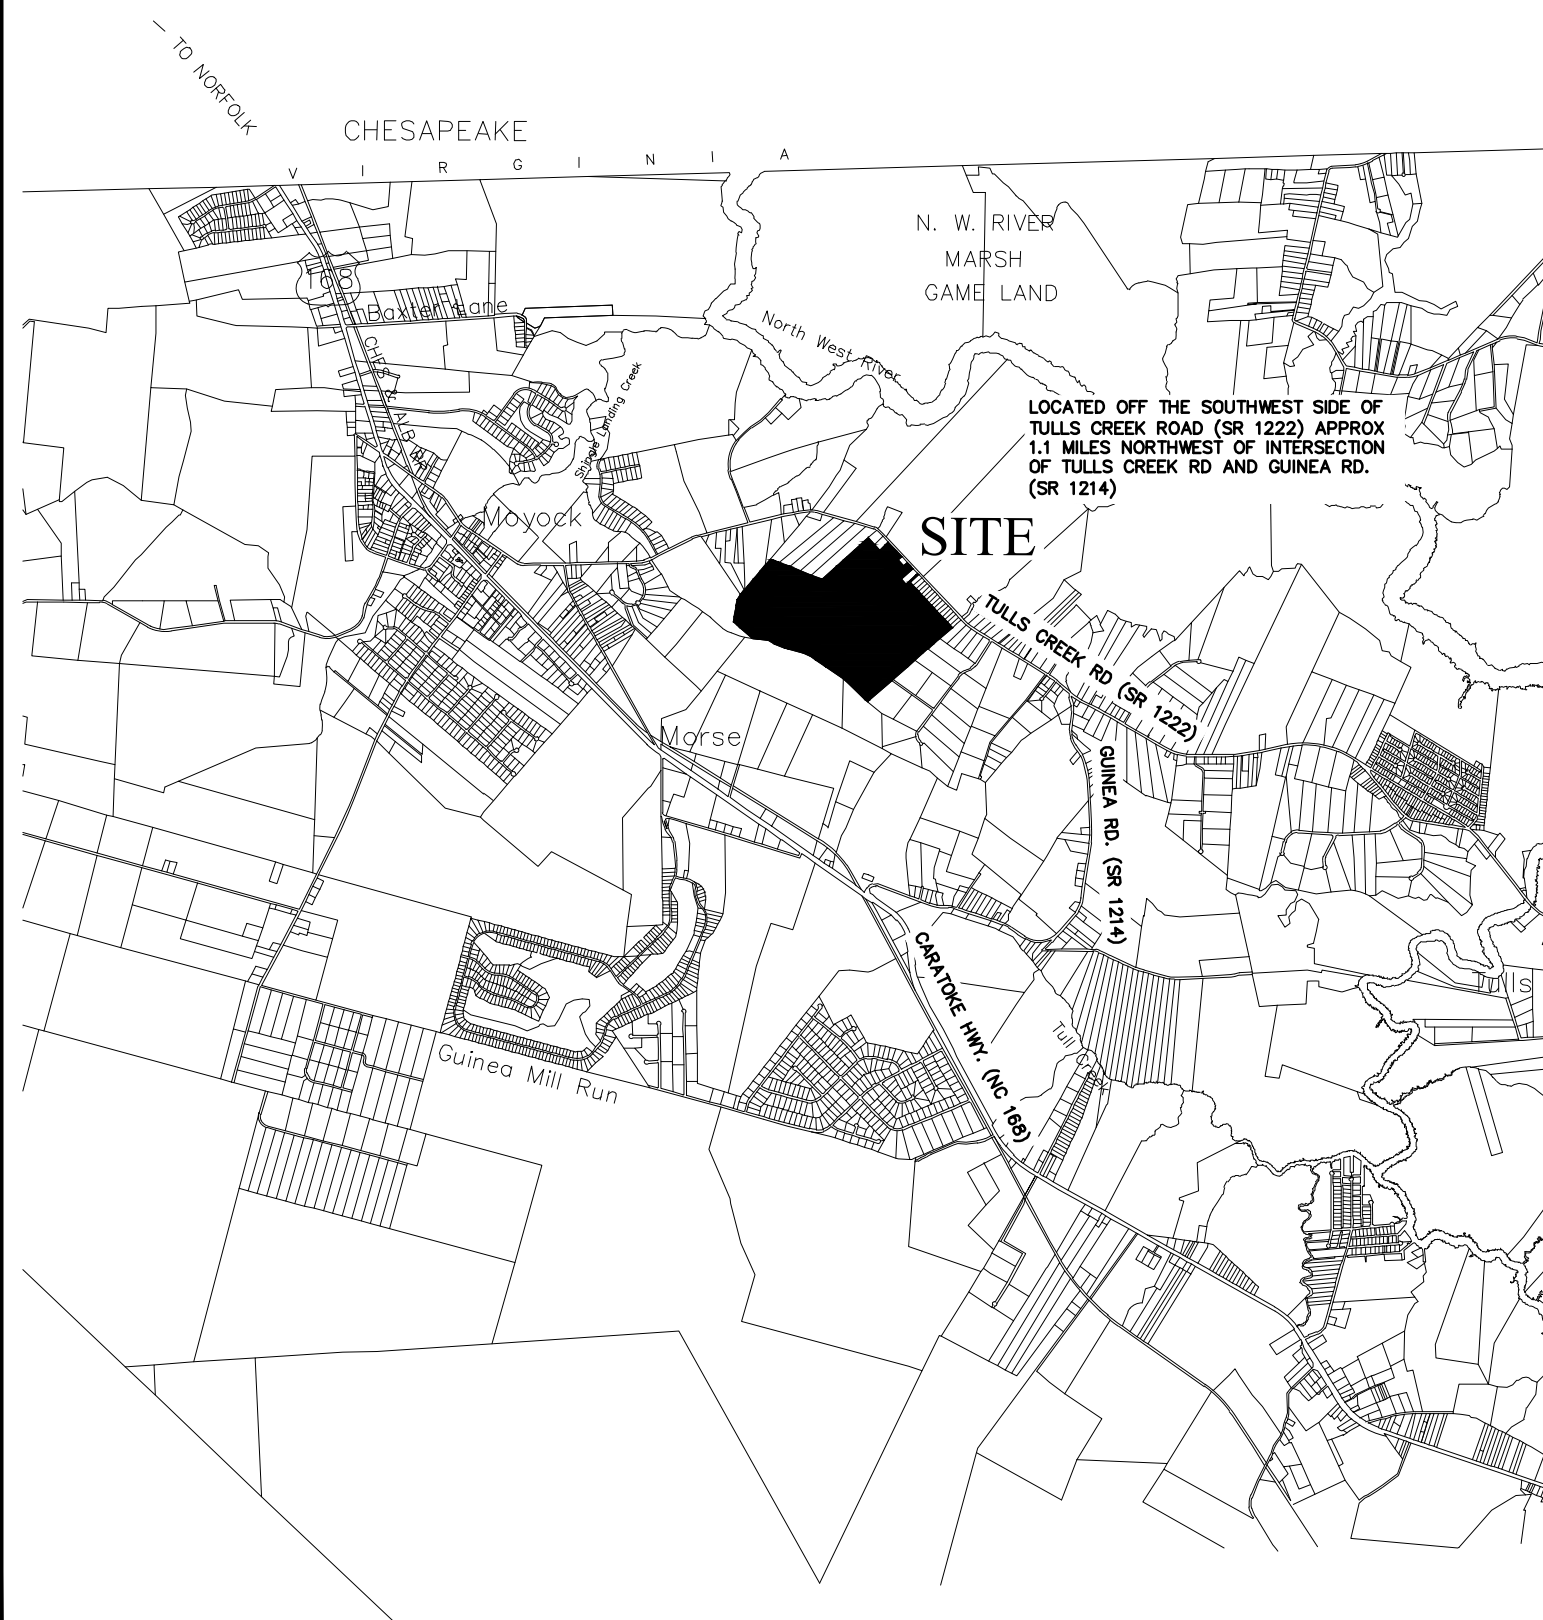 — TO NORFOLK
CHESAPEAKE
V I R G I N I A
N. W. RIVER
MARSH
GAME LAND
168
Baxter Lane
North West River
Shingle Landing Creek
LOCATED OFF THE SOUTHWEST SIDE OF
TULLS CREEK ROAD (SR 1222) APPROX
1.1 MILES NORTHWEST OF INTERSECTION
OF TULLS CREEK RD AND GUINEA RD.
(SR 1214)
Moyock
SITE
TULLS CREEK RD (SR 1222)
Morse
GUINEA RD. (SR 1214)
CARATOKE HWY. (NC 168)
Tulls
Tull Creek
Guinea Mill Run